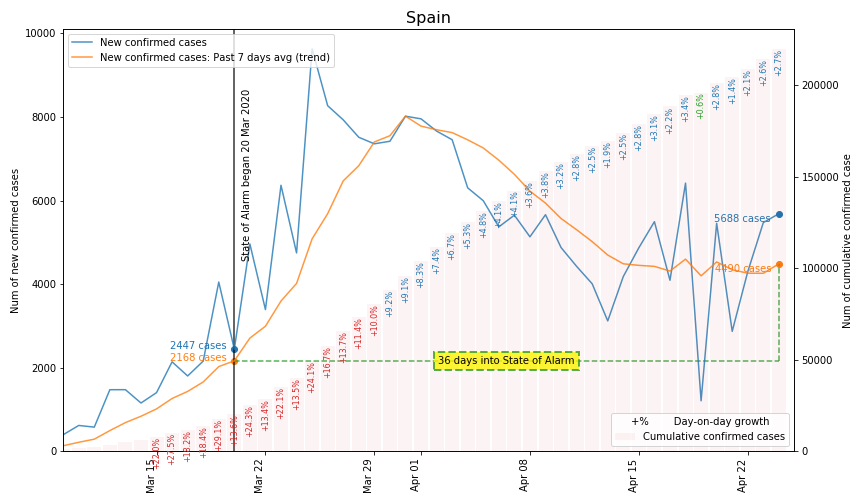 Spain
New confirmed cases
New confirmed cases: Past 7 days avg (trend)
10000
8000
6000
4000
2000
0
Num of new confirmed cases
State of Alarm began 20 Mar 2020
2447 cases
2168 cases
36 days into State of Alarm
5688 cases
4490 cases
+22.0%
+27.5%
+18.2%
+18.4%
+29.1%
+13.6%
+24.3%
+13.4%
+22.1%
+13.5%
+24.1%
+16.7%
+13.7%
+11.4%
+10.0%
+9.2%
+9.1%
+8.3%
+7.4%
+6.7%
+5.3%
+4.8%
+4.1%
+4.1%
+3.6%
+3.8%
+3.2%
+2.8%
+2.5%
+1.9%
+2.5%
+2.8%
+3.1%
+2.2%
+3.4%
+0.6%
+2.8%
+1.4%
+2.1%
+2.6%
+2.7%
+% Day-on-day growth
Cumulative confirmed cases
200000
150000
100000
50000
0
Num of cumulative confirmed case
Mar 15
Mar 22
Mar 29
Apr 01
Apr 08
Apr 15
Apr 22